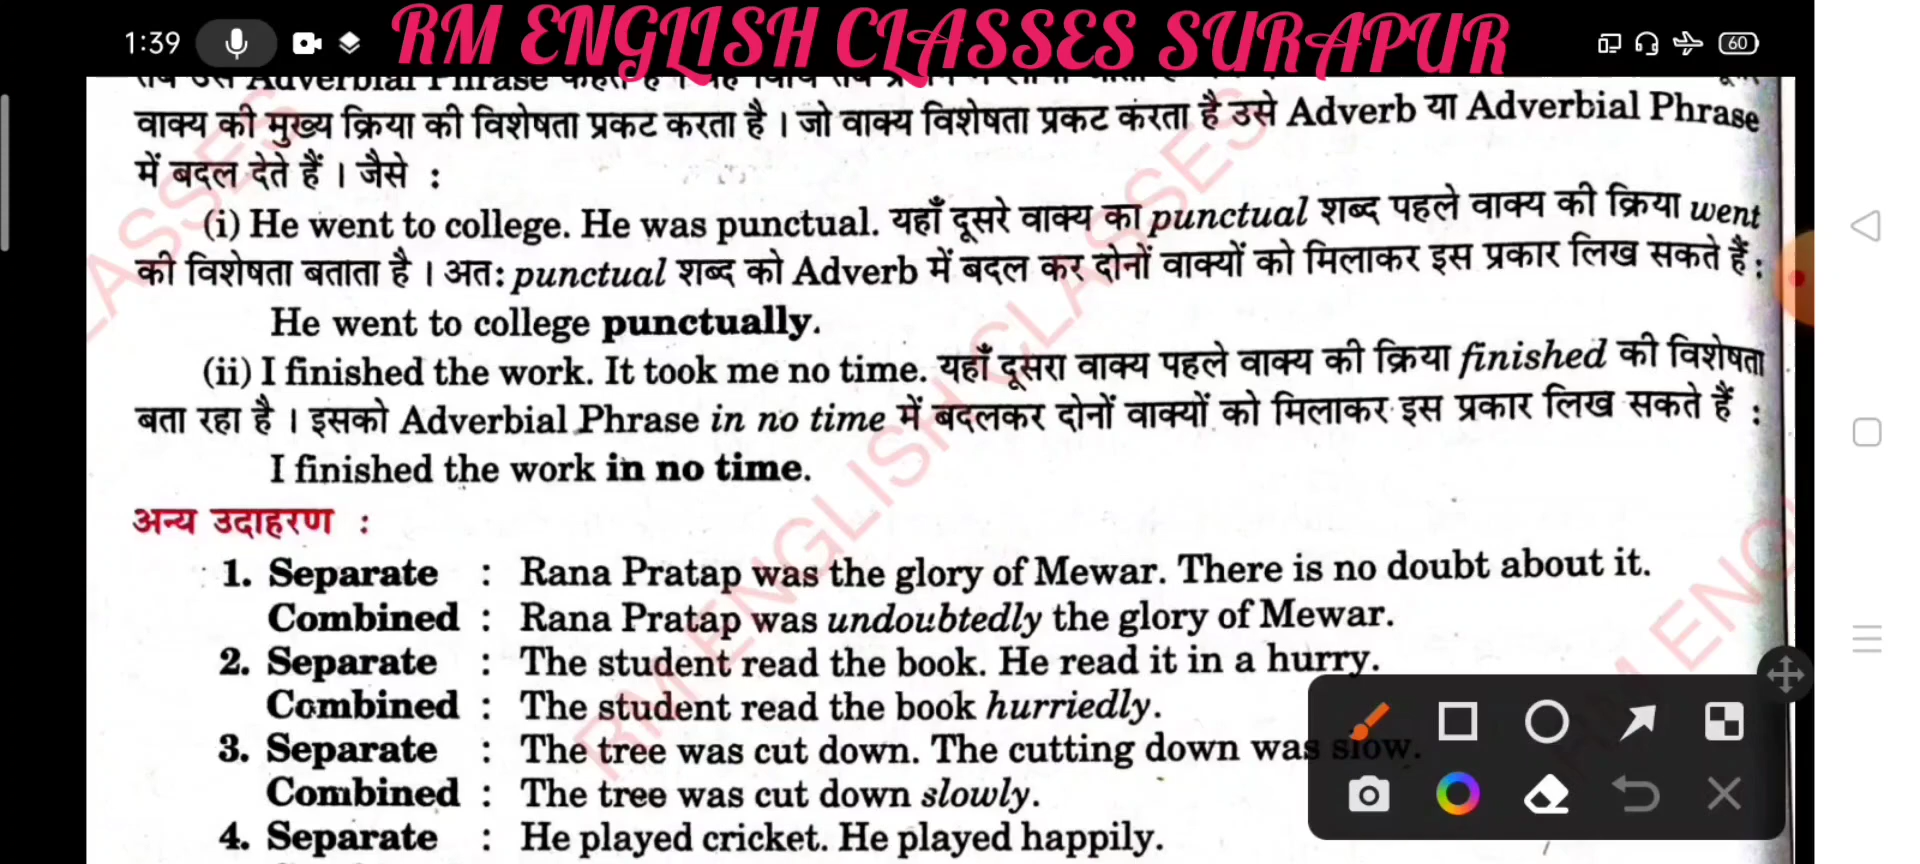 1:39
RM ENGLISH CLASSES SURAPUR
60
Adverbial Phrase
वाक्य की मुख्य क्रिया की विशेषता प्रकट करता है । जो वाक्य विशेषता प्रकट करता है उसे Adverb या Adverbial Phrase
में बदल देते हैं । जैसे :
(i) He went to college. He was punctual. यहाँ दूसरे वाक्य का punctual शब्द पहले वाक्य की क्रिया went
की विशेषता बताता है । अत: punctual शब्द को Adverb में बदल कर दोनों वाक्यों को मिलाकर इस प्रकार लिख सकते हैं :
He went to college punctually.
(ii) I finished the work. It took me no time. यहाँ दूसरा वाक्य पहले वाक्य की क्रिया finished की विशेषता
बता रहा है । इसको Adverbial Phrase in no time में बदलकर दोनों वाक्यों को मिलाकर इस प्रकार लिख सकते हैं :
I finished the work in no time.
अन्य उदाहरण :
1. Separate : Rana Pratap was the glory of Mewar. There is no doubt about it.
Combined : Rana Pratap was undoubtedly the glory of Mewar.
2. Separate : The student read the book. He read it in a hurry.
Combined : The student read the book hurriedly.
3. Separate : The tree was cut down. The cutting down was slow.
Combined : The tree was cut down slowly.
4. Separate : He played cricket. He played happily.
RM ENGLISH CLASSES